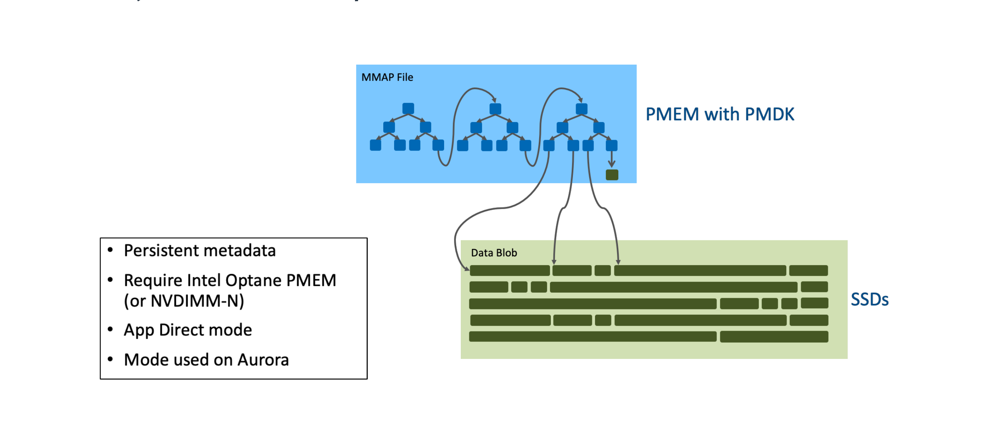 MMAP File
PMEM with PMDK
• Persistent metadata
• Require Intel Optane PMEM
(or NVDIMM-N)
• App Direct mode
• Mode used on Aurora
Data Blob
SSDs